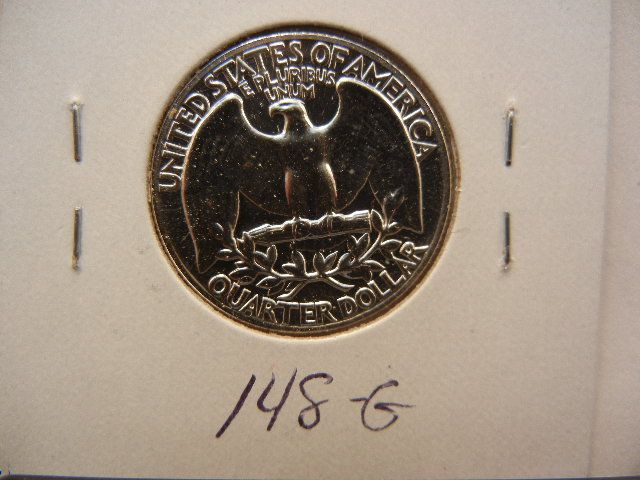 UNITED STATES OF AMERICA
E PLURIBUS
UNUM
QUARTER DOLLAR
148-G